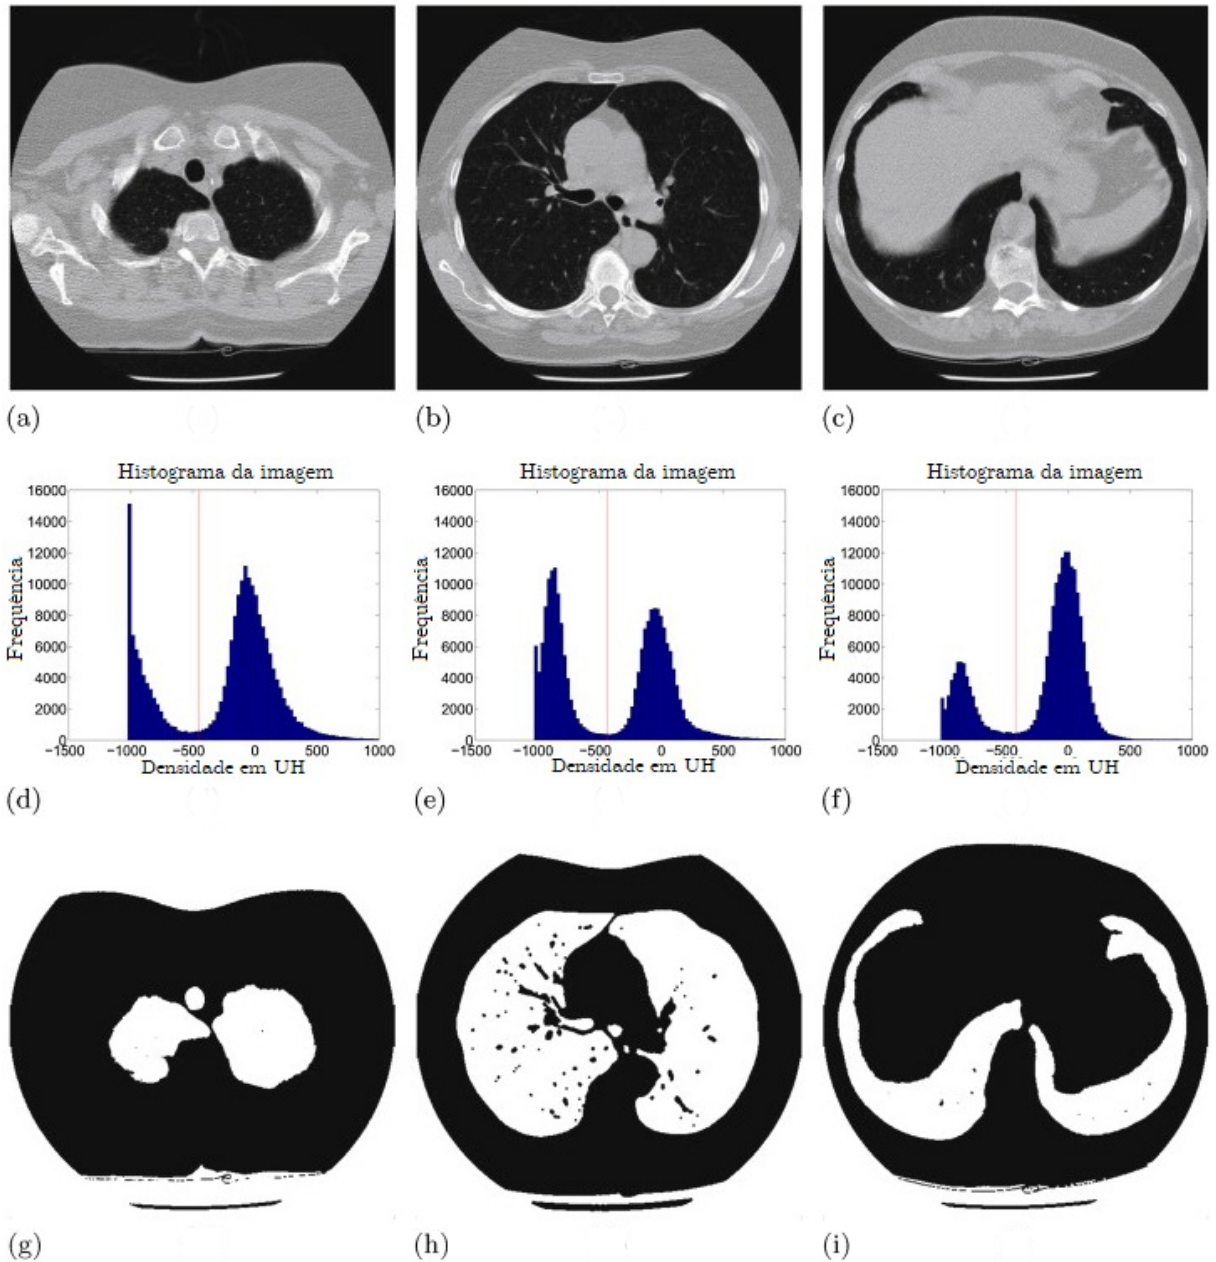 (a) (b) (c)
Histograma da imagem Histograma da imagem Histograma da imagem
16000 16000 16000
14000 14000 14000
12000 12000 12000
10000 10000 10000
8000 8000 8000
6000 6000 6000
4000 4000 4000
2000 2000 2000
0 0 0
Frequência Frequência Frequência
−1500 −1000 −500 0 500 1000 −1500 −1000 −500 0 500 1000 −1500 −1000 −500 0 500 1000
Densidade em UH Densidade em UH Densidade em UH
(d) (e) (f)
(g) (h) (i)